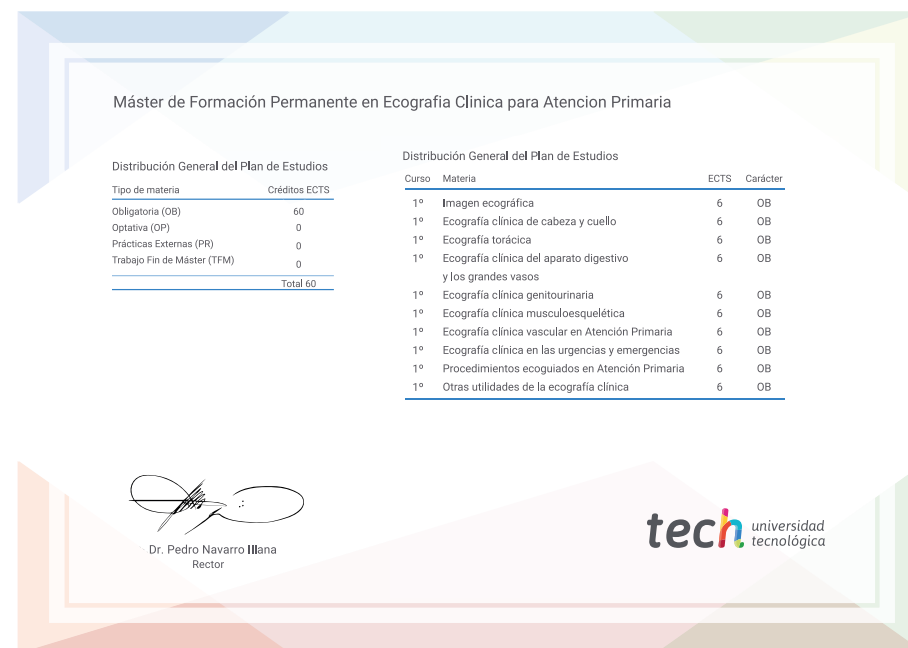 Máster de Formación Permanente en Ecografia Clinica para Atencion Primaria
Distribución General del Plan de Estudios
Tipo de materia Créditos ECTS
Obligatoria (OB) 60
Optativa (OP) 0
Prácticas Externas (PR) 0
Trabajo Fin de Máster (TFM) 0
Total 60
Distribución General del Plan de Estudios
Curso Materia ECTS Carácter
1º Imagen ecográfica 6 OB
1º Ecografía clínica de cabeza y cuello 6 OB
1º Ecografía torácica 6 OB
1º Ecografía clínica del aparato digestivo 6 OB
y los grandes vasos
1º Ecografía clínica genitourinaria 6 OB
1º Ecografía clínica musculoesquelética 6 OB
1º Ecografía clínica vascular en Atención Primaria 6 OB
1º Ecografía clínica en las urgencias y emergencias 6 OB
1º Procedimientos ecoguiados en Atención Primaria 6 OB
1º Otras utilidades de la ecografía clínica 6 OB
Dr. Pedro Navarro Illana
Rector
tech universidad
tecnológica